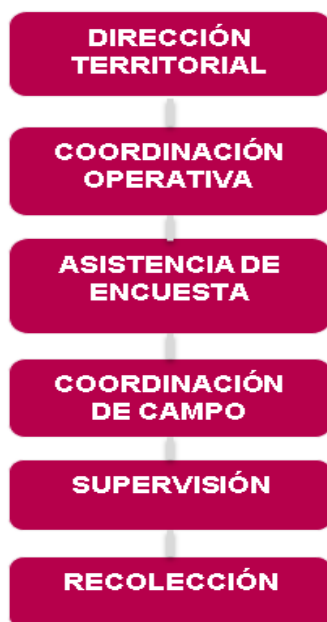 DIRECCIÓN
TERRITORIAL
COORDINACIÓN
OPERATIVA
ASISTENCIA DE
ENCUESTA
COORDINACIÓN
DE CAMPO
SUPERVISIÓN
RECOLECCIÓN